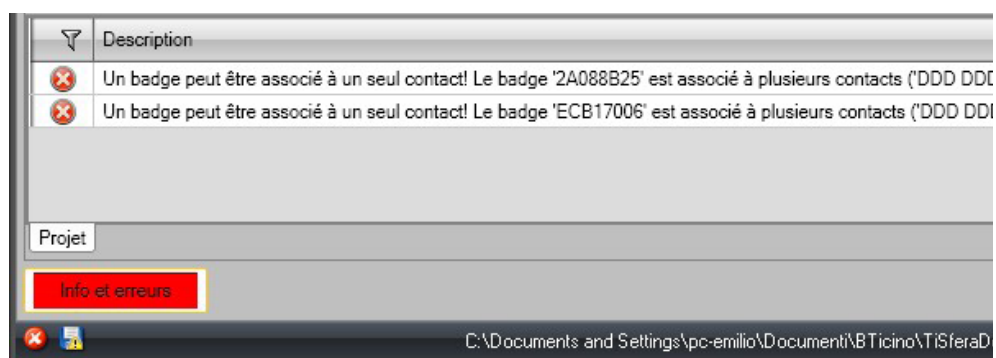 Description
Un badge peut être associé à un seul contact! Le badge '2A088B25' est associé à plusieurs contacts ('DDD DDD
Un badge peut être associé à un seul contact! Le badge 'ECB17006' est associé à plusieurs contacts ('DDD DDD
Projet
Info et erreurs
C:\Documents and Settings\pc-emilio\Documenti\BTicino\TiSferaD